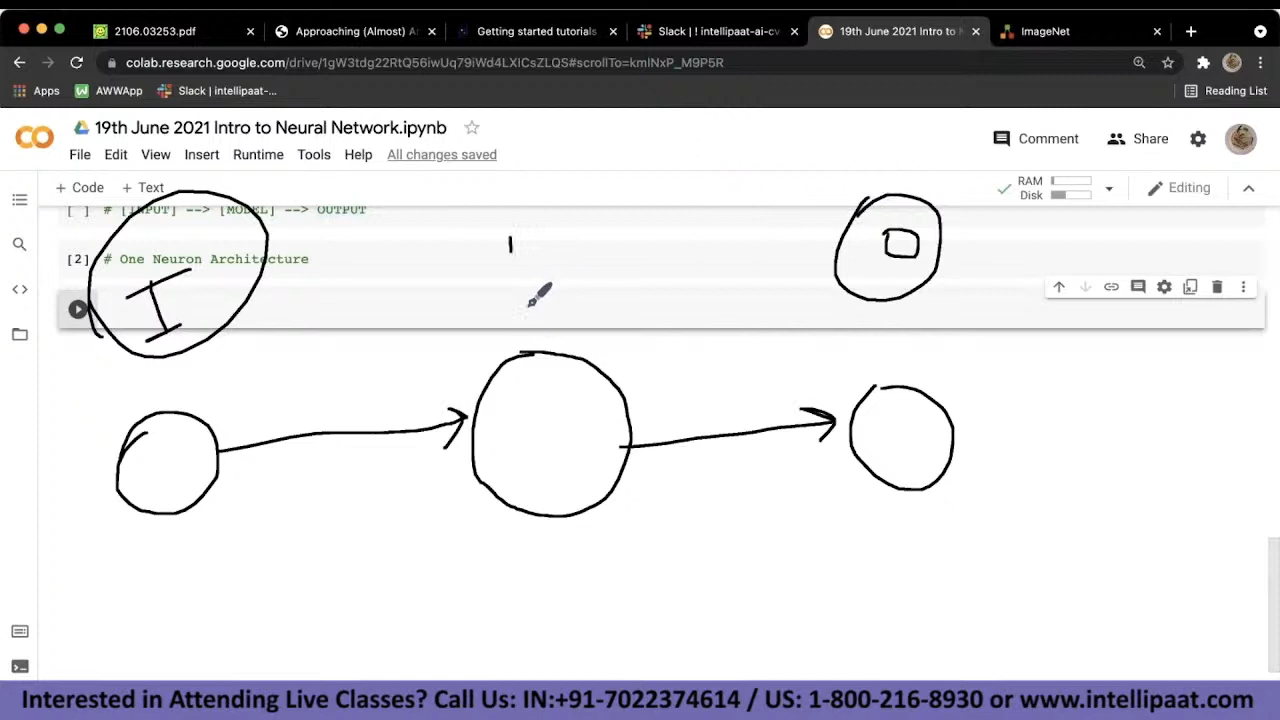 2106.03253.pdf
Approaching (Almost) A
Getting started tutorials
Slack | ! intellipaat-ai-cv
19th June 2021 Intro to N
ImageNet
colab.research.google.com/drive/1gW3tdg22RtQ56iwUq79iWd4LXICsZLQS#scrollTo=kmINxP_M9P5R
Apps
AWWApp
Slack | intellipaat-...
Reading List
19th June 2021 Intro to Neural Network.ipynb
Comment
Share
File Edit View Insert Runtime Tools Help All changes saved
+ Code + Text
RAM
Disk
Editing
[ ] # [INPUT] --> [MODEL] --> OUTPUT
[2] # One Neuron Architecture
I
Interested in Attending Live Classes? Call Us: IN:+91-7022374614 / US: 1-800-216-8930 or www.intellipaat.com